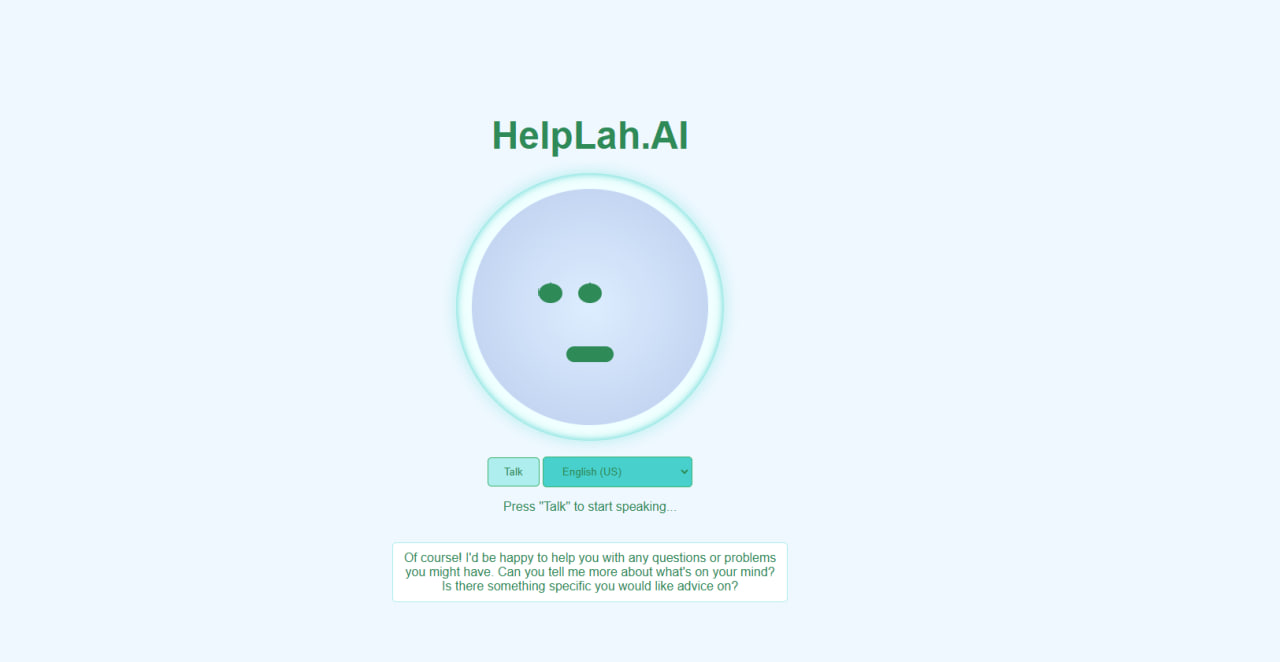 HelpLah.AI
Talk
English (US)
Press "Talk" to start speaking...
Of course! I'd be happy to help you with any questions or problems
you might have. Can you tell me more about what's on your mind?
Is there something specific you would like advice on?